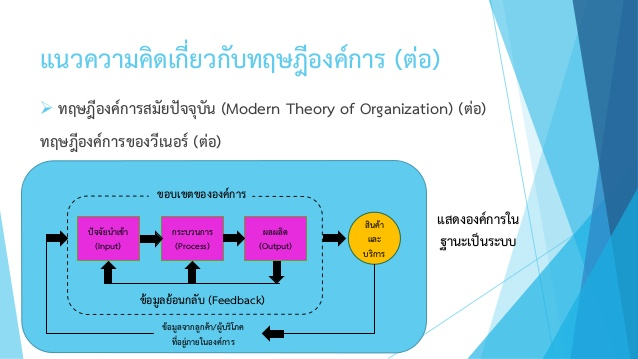 แนวความคิดเกี่ยวกับทฤษฎีองค์การ (ต่อ)
ทฤษฎีองค์การสมัยปัจจุบัน (Modern Theory of Organization) (ต่อ)
ทฤษฎีองค์การของวีเนอร์ (ต่อ)
ขอบเขตขององค์การ
ปัจจัยนำเข้า
(Input)
กระบวนการ
(Process)
ผลผลิต
(Output)
สินค้า
และ
บริการ
ข้อมูลย้อนกลับ (Feedback)
ข้อมูลจากลูกค้า/ผู้บริโภค
ที่อยู่ภายในองค์การ
แสดงองค์การใน
ฐานะเป็นระบบ